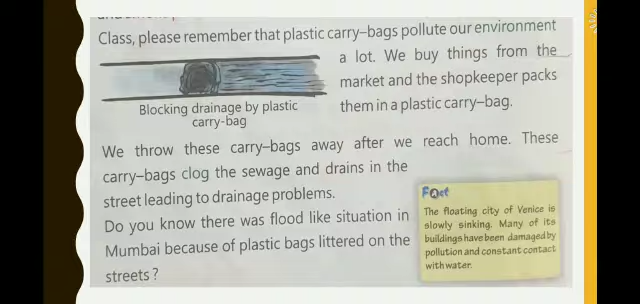 Class, please remember that plastic carry-bags pollute our environment
a lot. We buy things from the
market and the shopkeeper packs
them in a plastic carry-bag.
Blocking drainage by plastic
carry-bag
We throw these carry-bags away after we reach home. These
carry-bags clog the sewage and drains in the
street leading to drainage problems.
Do you know there was flood like situation in
Mumbai because of plastic bags littered on the
streets ?
Fact
The floating city of Venice is
slowly sinking. Many of its
buildings have been damaged by
pollution and constant contact
with water.